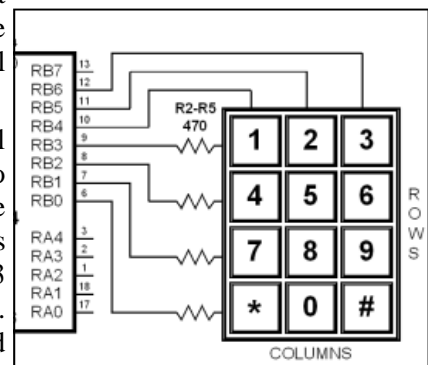 RB7 13
RB6 12
RB5 11
RB4 10
RB3 9
RB2 8
RB1 7
RB0 6
RA4 3
RA3 2
RA2 1
RA1 18
RA0 17
R2-R5
470
1 2 3
4 5 6
7 8 9
* 0 #
ROWS
COLUMNS